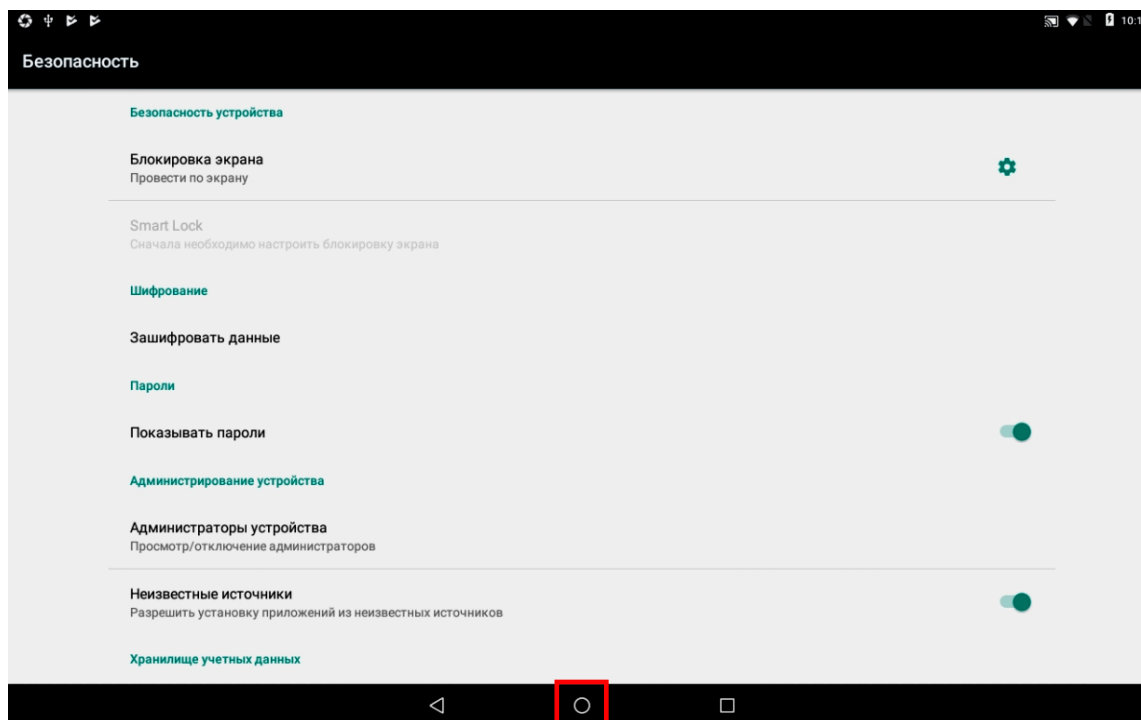 10:1
Безопасность
Безопасность устройства
Блокировка экрана
Провести по экрану
Smart Lock
Сначала необходимо настроить блокировку экрана
Шифрование
Зашифровать данные
Пароли
Показывать пароли
Администрирование устройства
Администраторы устройства
Просмотр/отключение администраторов
Неизвестные источники
Разрешить установку приложений из неизвестных источников
Хранилище учетных данных